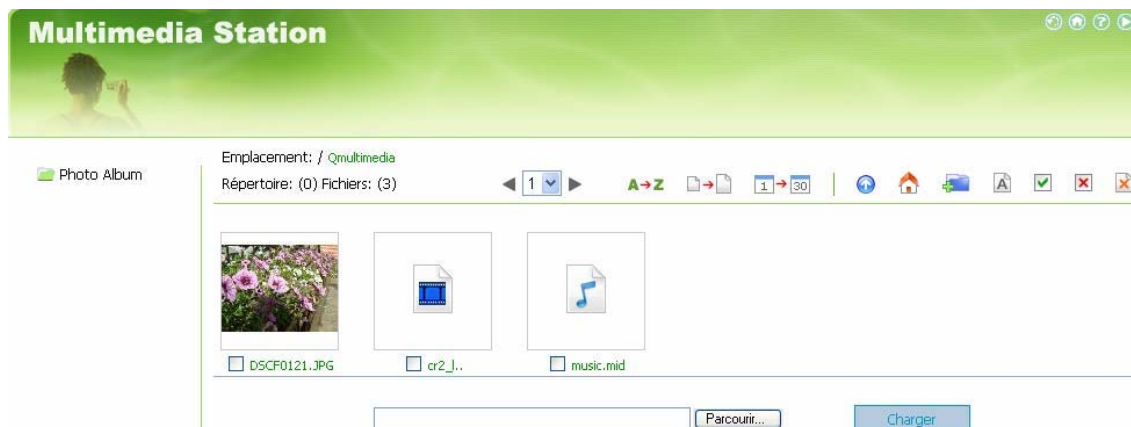 Multimedia Station
Photo Album
Emplacement: / Qmultimedia
Répertoire: (0) Fichiers: (3)
1
A→Z
1→30
A
DSCF0121.JPG
cr2_l..
music.mid
Parcourir...
Charger